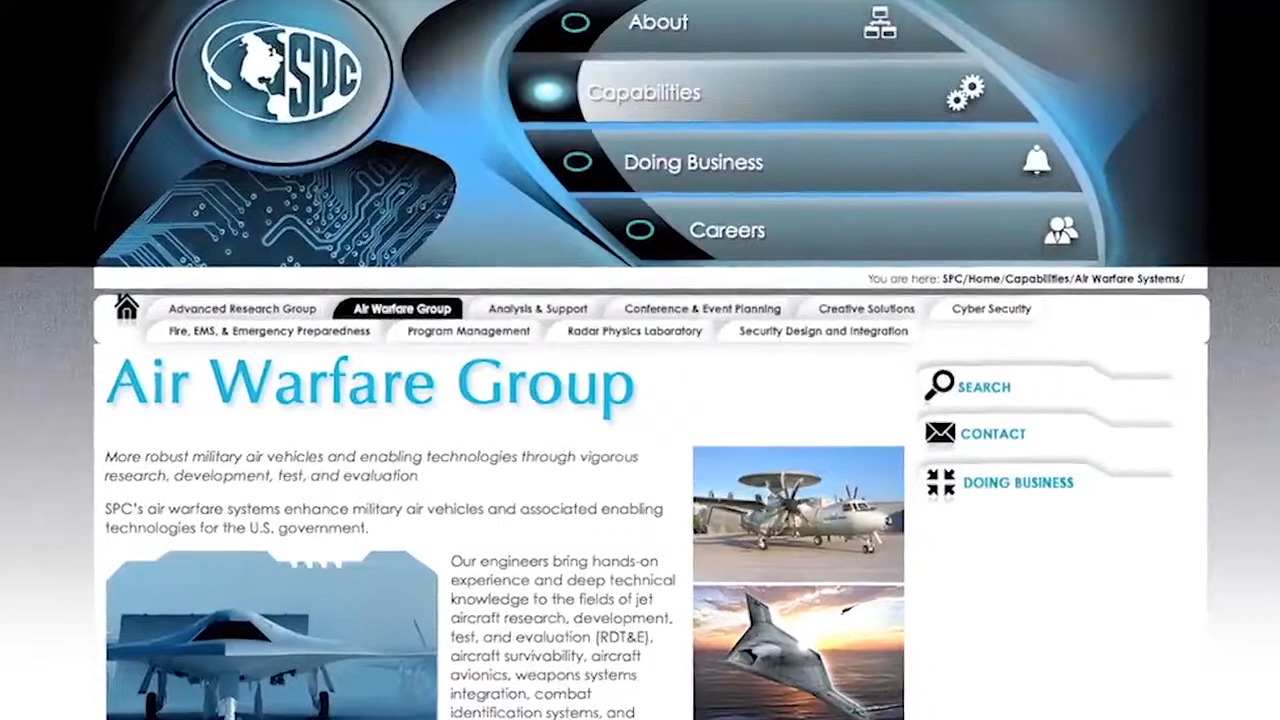 SPC
About
Capabilities
Doing Business
Careers
You are here: SPC/Home/Capabilities/Air Warfare Systems/
Advanced Research Group Air Warfare Group Analysis & Support Conference & Event Planning Creative Solutions Cyber Security
Fire, EMS, & Emergency Preparedness Program Management Radar Physics Laboratory Security Design and Integration
Air Warfare Group
SEARCH
CONTACT
DOING BUSINESS
More robust military air vehicles and enabling technologies through vigorous
research, development, test, and evaluation
SPC's air warfare systems enhance military air vehicles and associated enabling
technologies for the U.S. government.
Our engineers bring hands-on
experience and deep technical
knowledge to the fields of jet
aircraft research, development,
test, and evaluation (RDT&E),
aircraft survivability, aircraft
avionics, weapons systems
integration, combat
identification systems, and